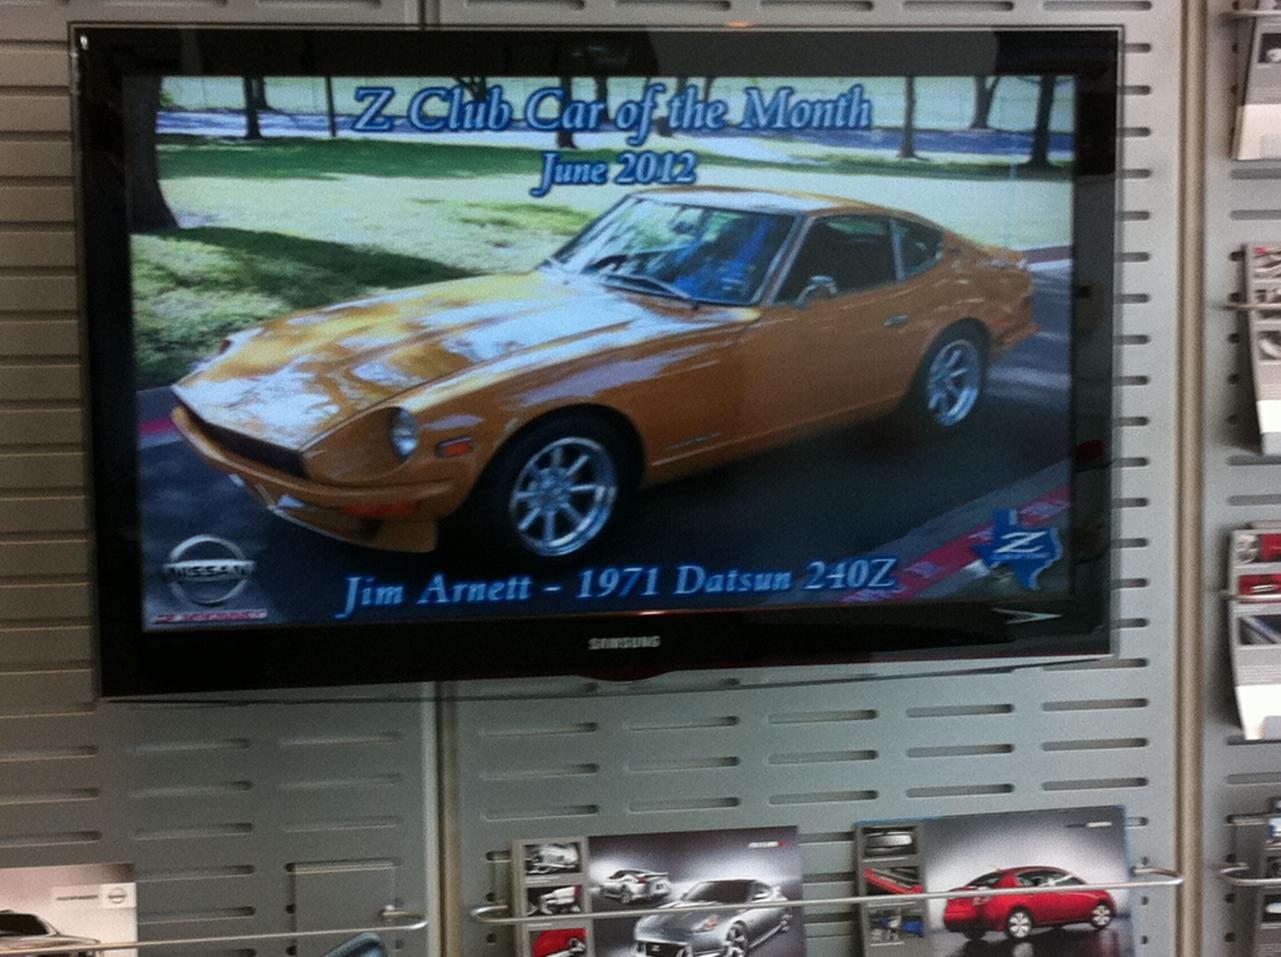 Z Club Car of the Month
June 2012
NISSAN
Jim Arnett - 1971 Datsun 240Z
Z
SAMSUNG